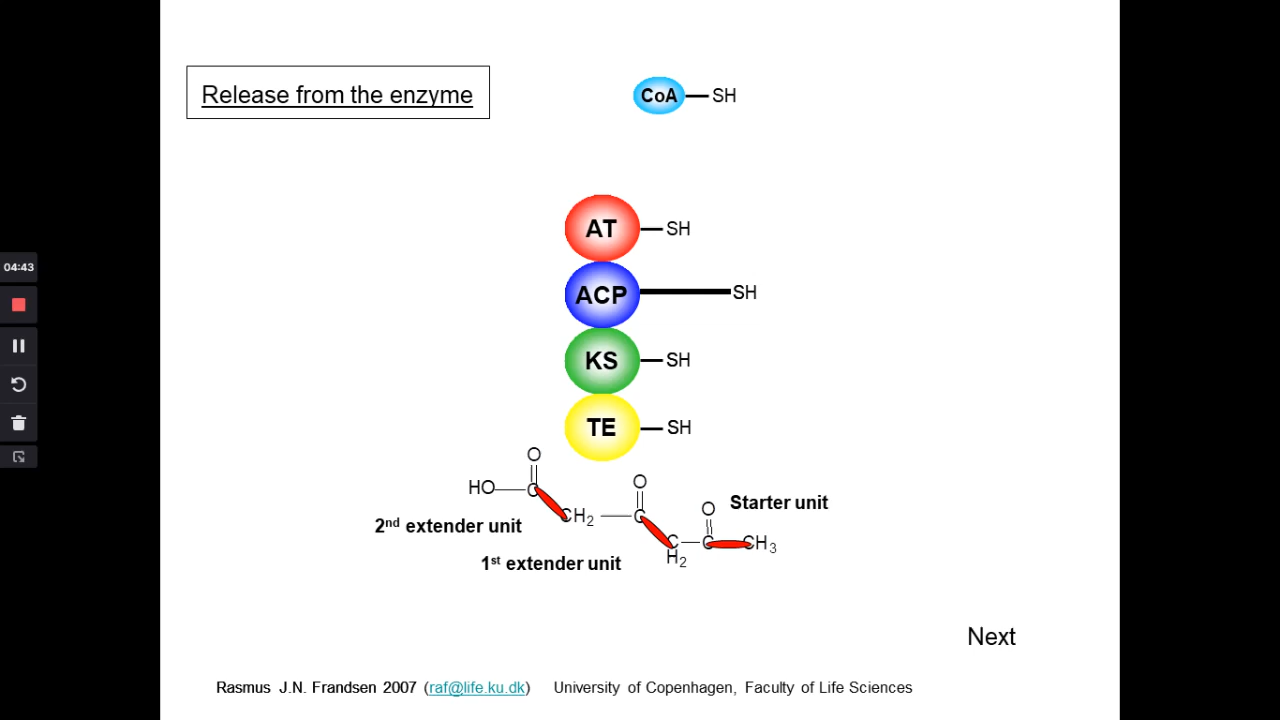 Release from the enzyme
CoA SH
AT SH
ACP SH
KS SH
TE SH
04:43
O
HO C
CH2
O
C
C
H2
O
C CH3
Starter unit
2nd extender unit
1st extender unit
Next
Rasmus J.N. Frandsen 2007 (raf@life.ku.dk) University of Copenhagen, Faculty of Life Sciences